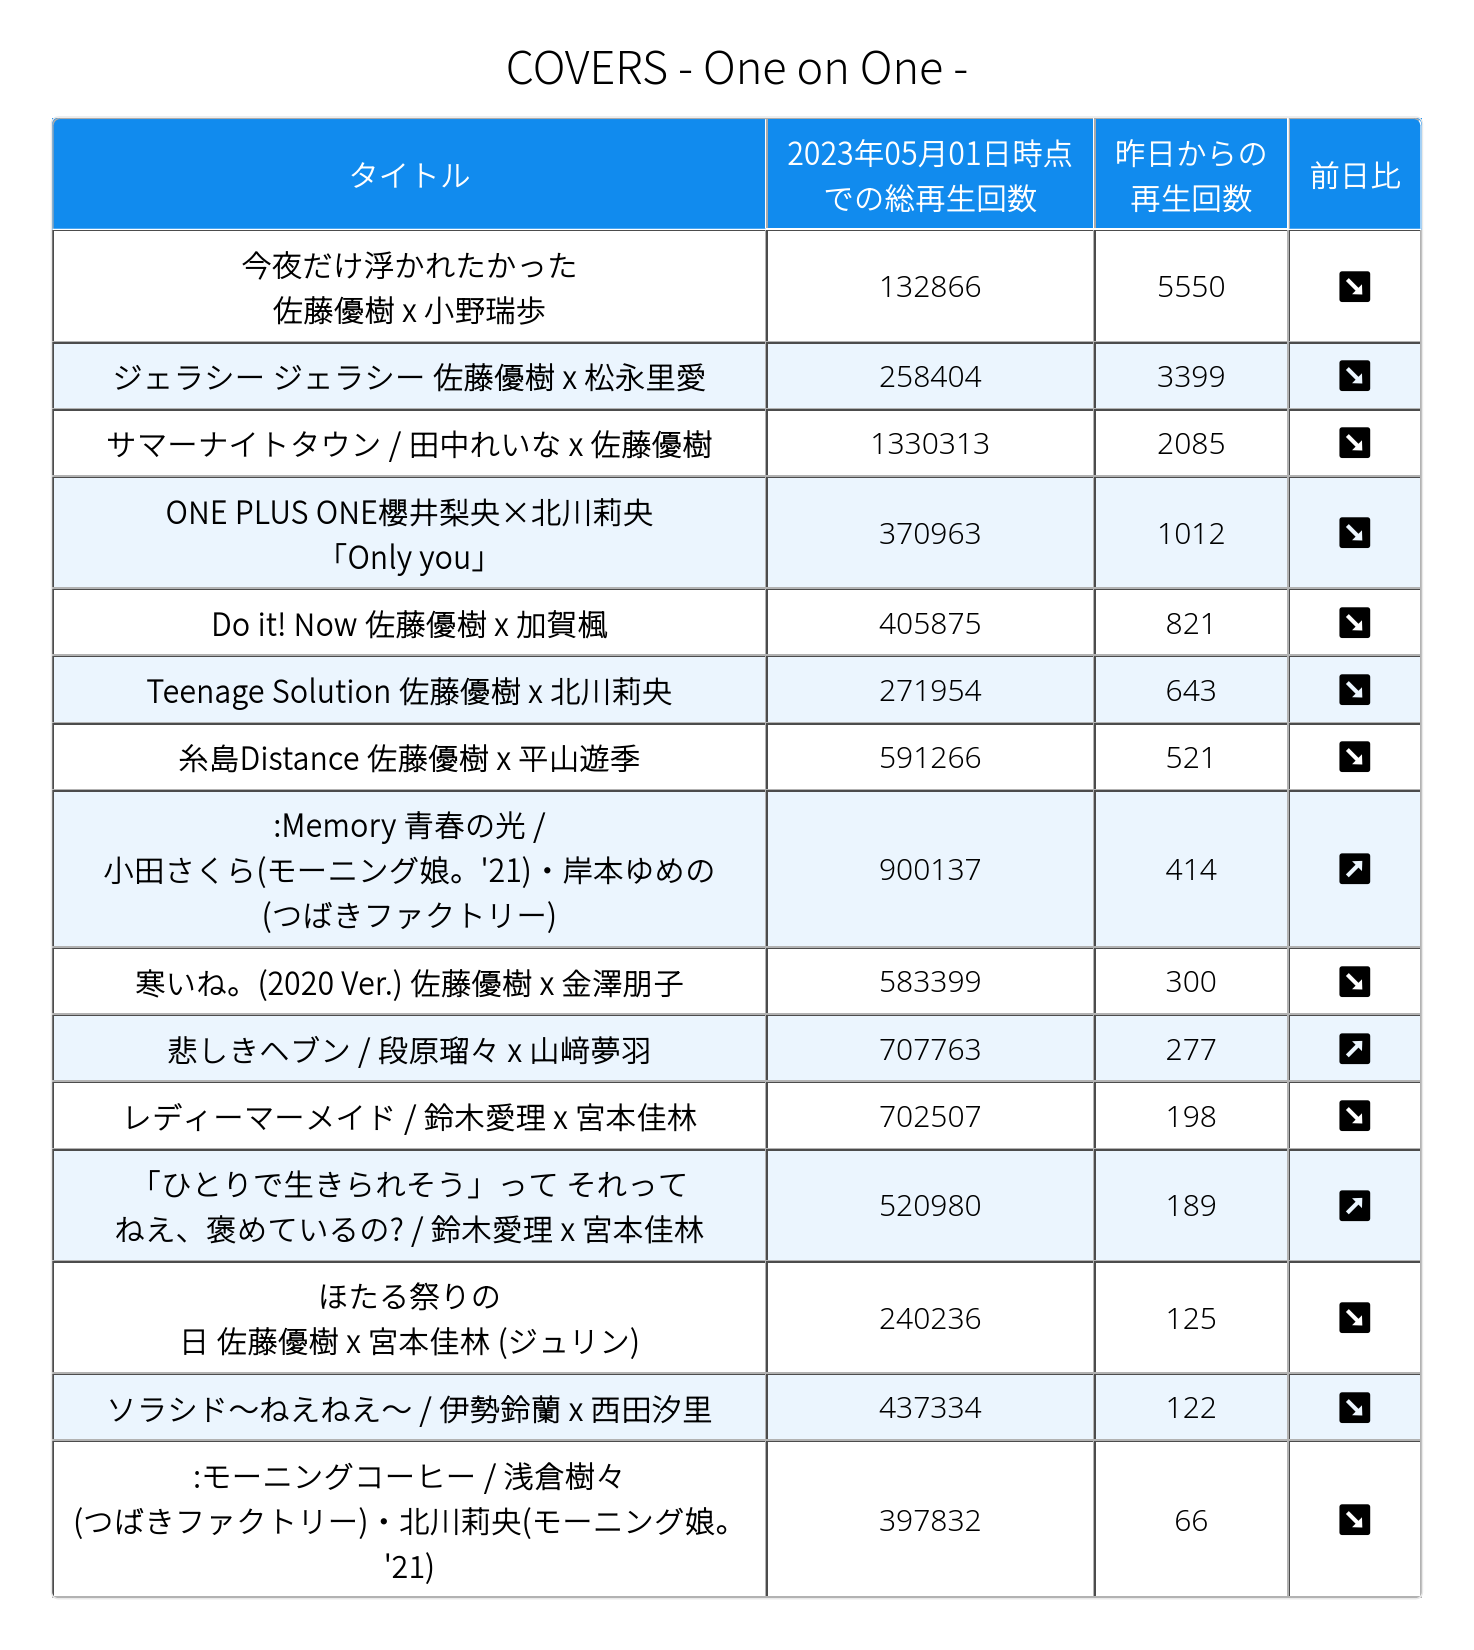 COVERS - One on One -
タイトル
2023年05月01日時点
での総再生回数
昨日からの
再生回数
前日比
今夜だけ浮かれたかった
佐藤優樹 x 小野瑞歩
132866
5550
ジェラシー ジェラシー 佐藤優樹 x 松永里愛
258404
3399
サマーナイトタウン / 田中れいな x 佐藤優樹
1330313
2085
ONE PLUS ONE櫻井梨央×北川莉央
「Only you」
370963
1012
Do it! Now 佐藤優樹 x 加賀楓
405875
821
Teenage Solution 佐藤優樹 x 北川莉央
271954
643
糸島Distance 佐藤優樹 x 平山遊季
591266
521
:Memory 青春の光 /
小田さくら(モーニング娘。'21)・岸本ゆめの
(つばきファクトリー)
900137
414
寒いね。(2020 Ver.) 佐藤優樹 x 金澤朋子
583399
300
悲しきヘブン / 段原瑠々 x 山﨑夢羽
707763
277
レディーマーメイド / 鈴木愛理 x 宮本佳林
702507
198
「ひとりで生きられそう」って それって
ねえ、褒めているの? / 鈴木愛理 x 宮本佳林
520980
189
ほたる祭りの
日 佐藤優樹 x 宮本佳林 (ジュリン)
240236
125
ソラシド〜ねえねえ〜 / 伊勢鈴蘭 x 西田汐里
437334
122
:モーニングコーヒー / 浅倉樹々
(つばきファクトリー)・北川莉央(モーニング娘。
'21)
397832
66